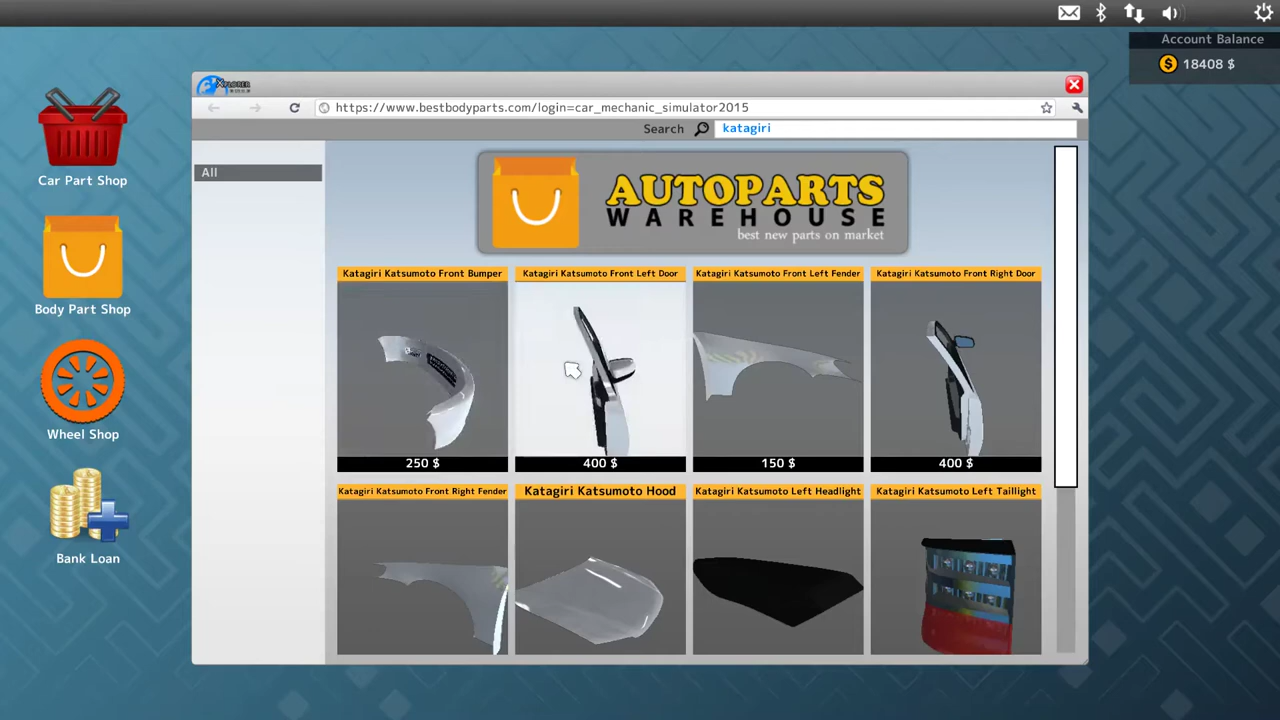 Account Balance
$ 18408 $
XPLORER
https://www.bestbodyparts.com/login=car_mechanic_simulator2015
Search katagiri
All
AUTOPARTS
WAREHOUSE
best new parts on market
Car Part Shop
Body Part Shop
Wheel Shop
Bank Loan
Katagiri Katsumoto Front Bumper
Katagiri Katsumoto Front Left Door
Katagiri Katsumoto Front Left Fender
Katagiri Katsumoto Front Right Door
250 $
400 $
150 $
400 $
Katagiri Katsumoto Front Right Fender
Katagiri Katsumoto Hood
Katagiri Katsumoto Left Headlight
Katagiri Katsumoto Left Taillight